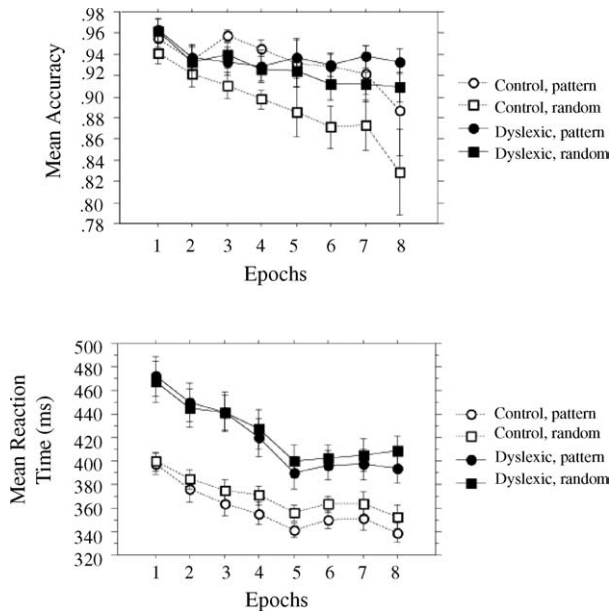 .98
.96
.94
.92
.90
.88
.86
.84
.82
.80
.78
Mean Accuracy
1 2 3 4 5 6 7 8
Epochs
Control, pattern
Control, random
Dyslexic, pattern
Dyslexic, random
500
480
460
440
420
400
380
360
340
320
Mean Reaction
Time (ms)
1 2 3 4 5 6 7 8
Epochs
Control, pattern
Control, random
Dyslexic, pattern
Dyslexic, random